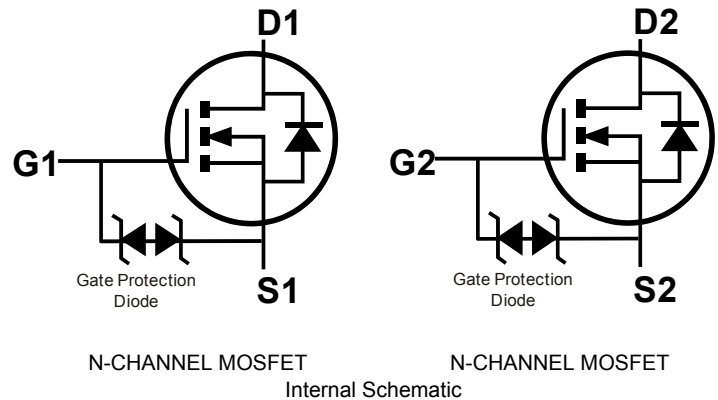 D1
D2
G1
G2
Gate Protection
Diode
S1
Gate Protection
Diode
S2
N-CHANNEL MOSFET
N-CHANNEL MOSFET
Internal Schematic